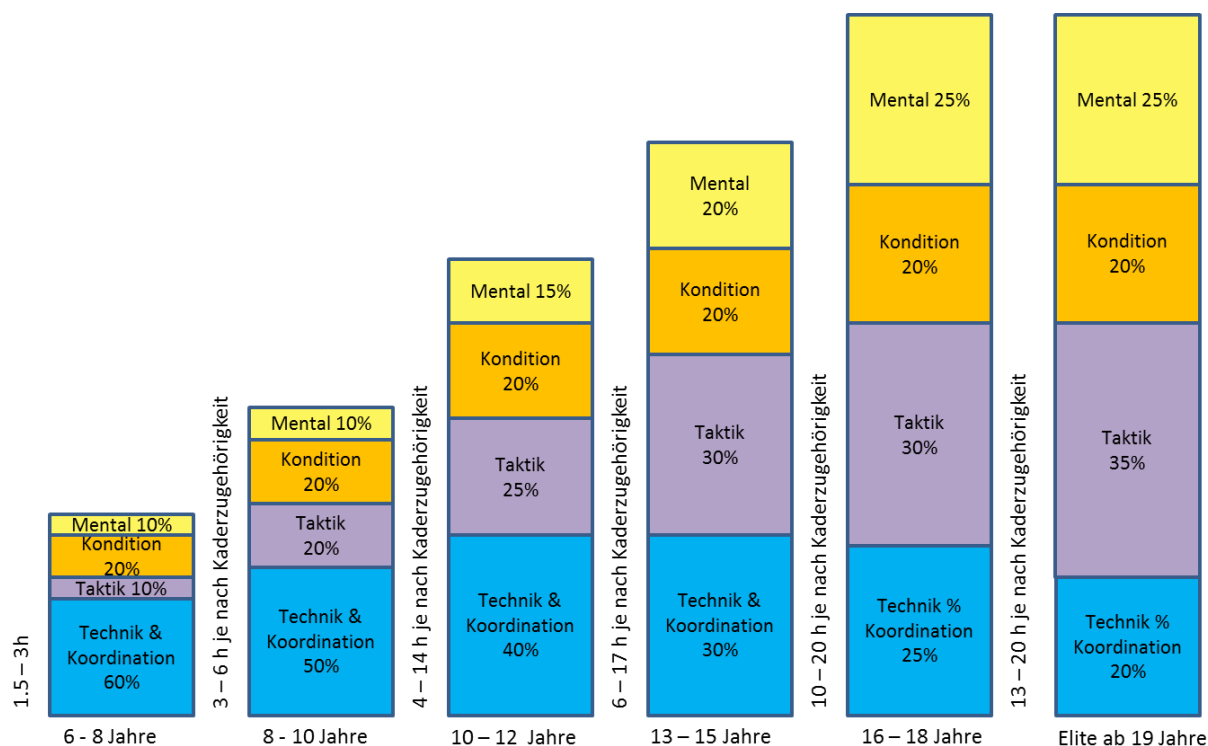 1.5 – 3h
Mental 10%
Kondition
20%
Taktik 10%
Technik &
Koordination
60%
6 - 8 Jahre
3 – 6 h je nach Kaderzugehörigkeit
Mental 10%
Kondition
20%
Taktik
20%
Technik &
Koordination
50%
8 - 10 Jahre
4 – 14 h je nach Kaderzugehörigkeit
Mental 15%
Kondition
20%
Taktik
25%
Technik &
Koordination
40%
10 – 12 Jahre
6 – 17 h je nach Kaderzugehörigkeit
Mental
20%
Kondition
20%
Taktik
30%
Technik &
Koordination
30%
13 – 15 Jahre
10 – 20 h je nach Kaderzugehörigkeit
Mental 25%
Kondition
20%
Taktik
30%
Technik %
Koordination
25%
16 – 18 Jahre
13 – 20 h je nach Kaderzugehörigkeit
Mental 25%
Kondition
20%
Taktik
35%
Technik %
Koordination
20%
Elite ab 19 Jahre